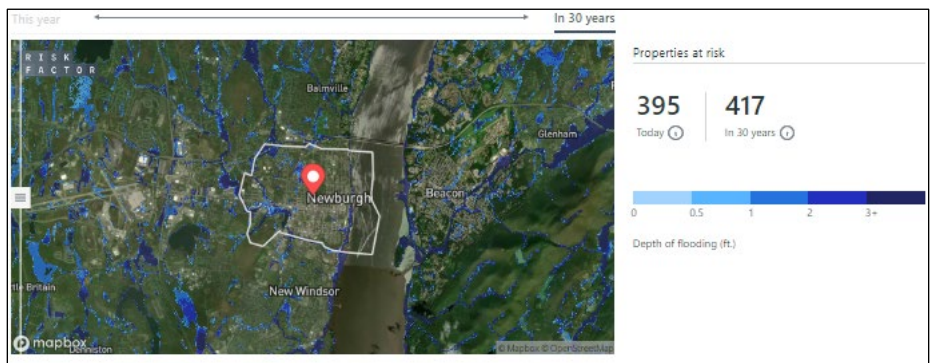 This year
In 30 years
RISK
FACTOR
Balmville
Glenham
Newburgh
Beacon
Britain
New Windsor
mapbox
Denniston
© Mapbox © OpenStreetMap
Properties at risk
395
417
Today
In 30 years
0 0.5 1 2 3+
Depth of flooding (ft.)